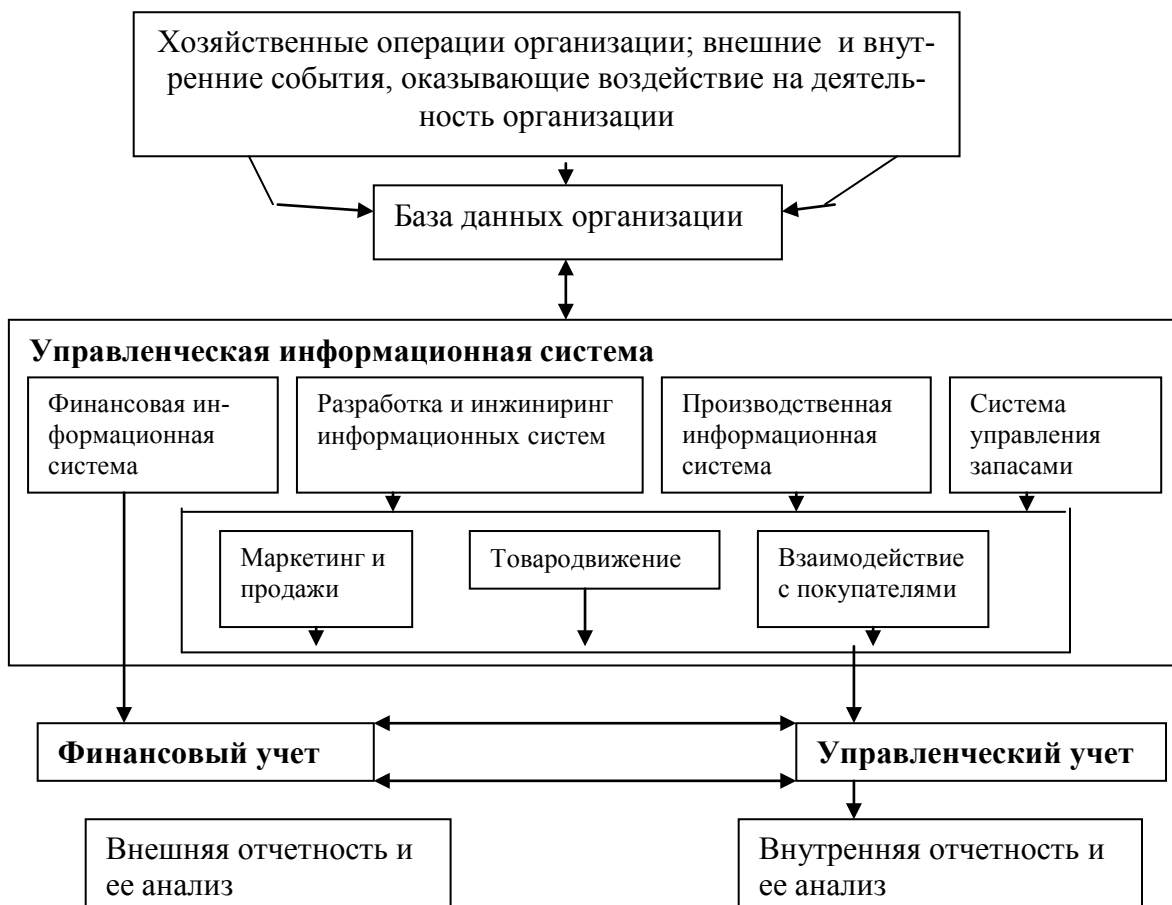 Хозяйственные операции организации; внешние и внут-
ренние события, оказывающие воздействие на деятель-
ность организации
База данных организации
Управленческая информационная система
Финансовая ин-
формационная
система
Разработка и инжиниринг
информационных систем
Производственная
информационная
система
Система
управления
запасами
Маркетинг и
продажи
Товародвижение
Взаимодействие
с покупателями
Финансовый учет
Управленческий учет
Внешняя отчетность и
ее анализ
Внутренняя отчетность и
ее анализ